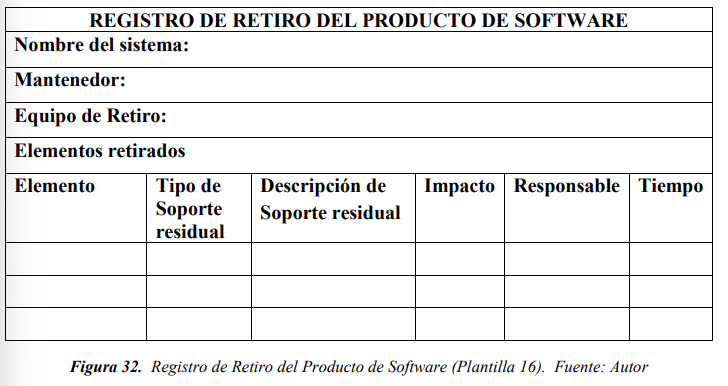 REGISTRO DE RETIRO DEL PRODUCTO DE SOFTWARE
Nombre del sistema:
Mantenedor:
Equipo de Retiro:
Elementos retirados
Elemento
Tipo de
Soporte
residual
Descripción de
Soporte residual
Impacto
Responsable
Tiempo
Figura 32. Registro de Retiro del Producto de Software (Plantilla 16). Fuente: Autor